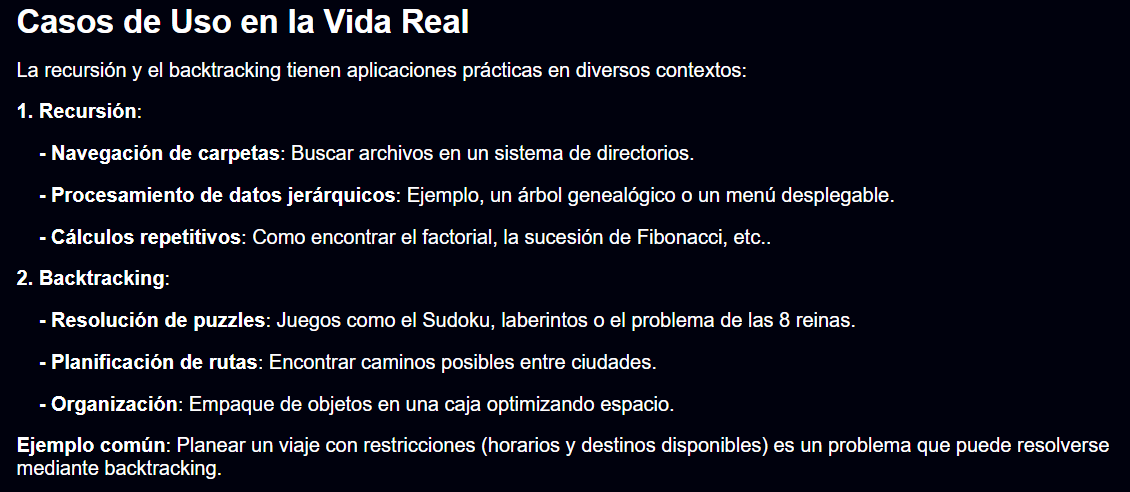 Casos de Uso en la Vida Real
La recursión y el backtracking tienen aplicaciones prácticas en diversos contextos:
1. Recursión:
- Navegación de carpetas: Buscar archivos en un sistema de directorios.
- Procesamiento de datos jerárquicos: Ejemplo, un árbol genealógico o un menú desplegable.
- Cálculos repetitivos: Como encontrar el factorial, la sucesión de Fibonacci, etc..
2. Backtracking:
- Resolución de puzzles: Juegos como el Sudoku, laberintos o el problema de las 8 reinas.
- Planificación de rutas: Encontrar caminos posibles entre ciudades.
- Organización: Empaque de objetos en una caja optimizando espacio.
Ejemplo común: Planear un viaje con restricciones (horarios y destinos disponibles) es un problema que puede resolverse
mediante backtracking.